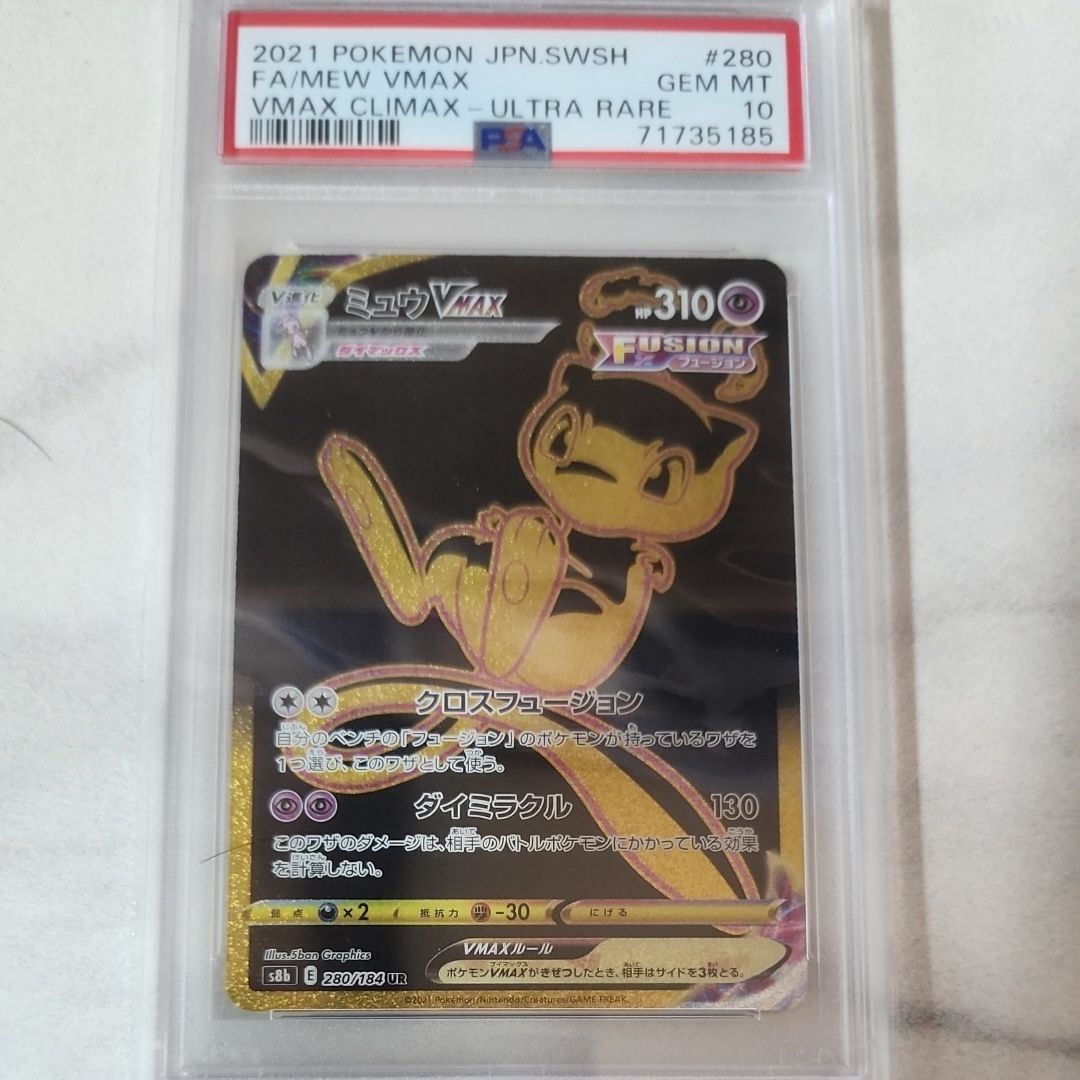 2021 POKEMON JPN.SWSH #280
FA/MEW VMAX GEM MT
VMAX CLIMAX-ULTRA RARE 10
PSA 71735185
V進化 ミュウVMAX HP310
ミュウVから進化
ダイマックス
FUSION
フュージョン
クロスフュージョン
自分のベンチの「フュージョン」のポケモンが持っているワザを
1つ選び、このワザとして使う。
ダイミラクル 130
このワザのダメージは、相手のバトルポケモンにかかっている効果
を計算しない。
弱点 ×2 抵抗力 -30 にげる
Illus.5ban Graphics
VMAXルール
ポケモンVMAXがきぜつしたとき、相手はサイドを3枚とる。
s8b E 280/184 UR
©2021 Pokémon/Nintendo/Creatures/GAME FREAK.